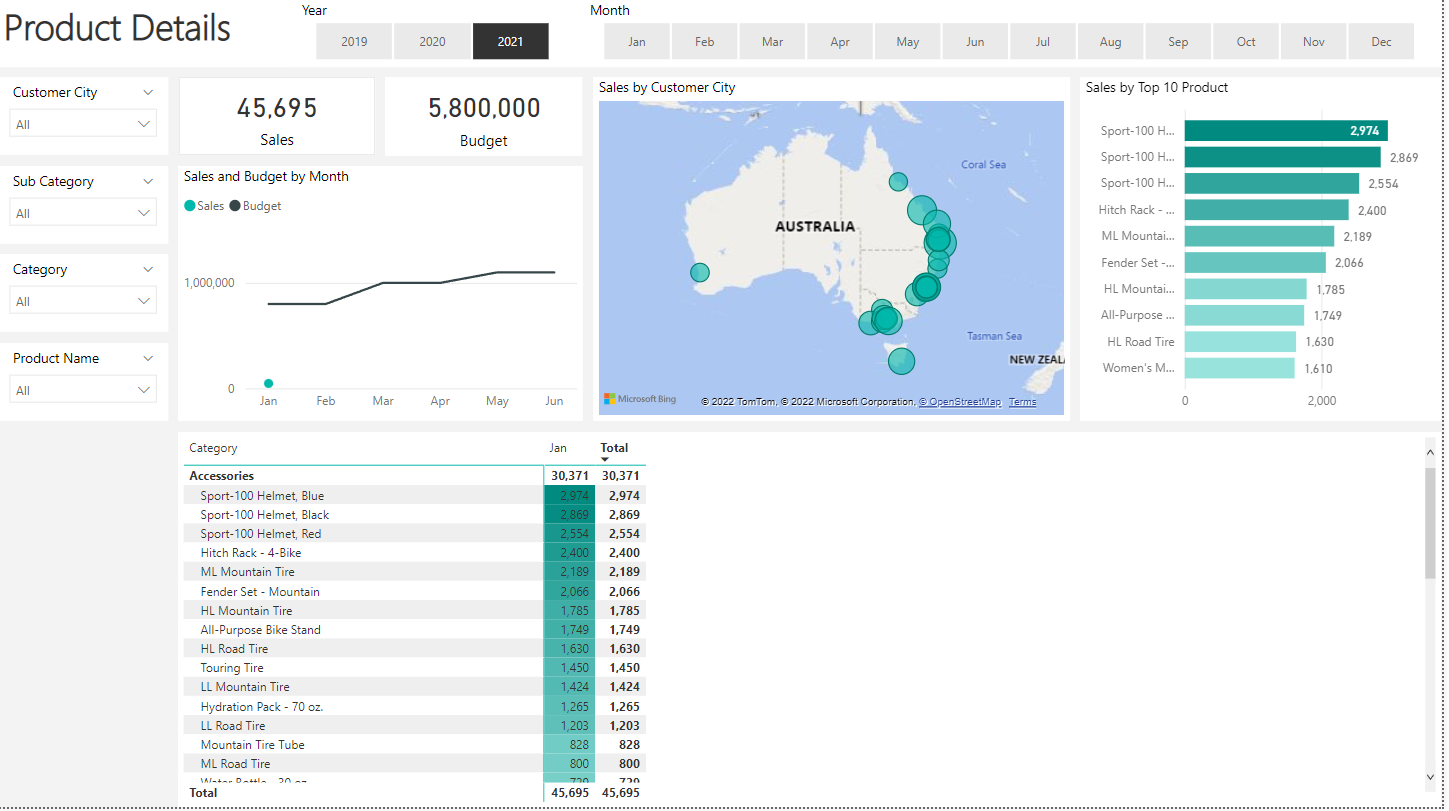 Product Details
Year
2019 2020 2021
Month
Jan Feb Mar Apr May Jun Jul Aug Sep Oct Nov Dec
Customer City
All
Sub Category
All
Category
All
Product Name
All
45,695
Sales
5,800,000
Budget
Sales and Budget by Month
Sales Budget
1,000,000
0
Jan Feb Mar Apr May Jun
Sales by Customer City
AUSTRALIA
Coral Sea
Tasman Sea
NEW ZEAL
Microsoft Bing
© 2022 TomTom, © 2022 Microsoft Corporation, © OpenStreetMap Terms
Sales by Top 10 Product
Sport-100 H... 2,974
Sport-100 H... 2,869
Sport-100 H... 2,554
Hitch Rack - ... 2,400
ML Mountai... 2,189
Fender Set -... 2,066
HL Mountai... 1,785
All-Purpose ... 1,749
HL Road Tire 1,630
Women's M... 1,610
0 2,000
Category Jan Total
Accessories 30,371 30,371
Sport-100 Helmet, Blue 2,974 2,974
Sport-100 Helmet, Black 2,869 2,869
Sport-100 Helmet, Red 2,554 2,554
Hitch Rack - 4-Bike 2,400 2,400
ML Mountain Tire 2,189 2,189
Fender Set - Mountain 2,066 2,066
HL Mountain Tire 1,785 1,785
All-Purpose Bike Stand 1,749 1,749
HL Road Tire 1,630 1,630
Touring Tire 1,450 1,450
LL Mountain Tire 1,424 1,424
Hydration Pack - 70 oz. 1,265 1,265
LL Road Tire 1,203 1,203
Mountain Tire Tube 828 828
ML Road Tire 800 800
Water Bottle - 30 oz. 729 729
Total 45,695 45,695